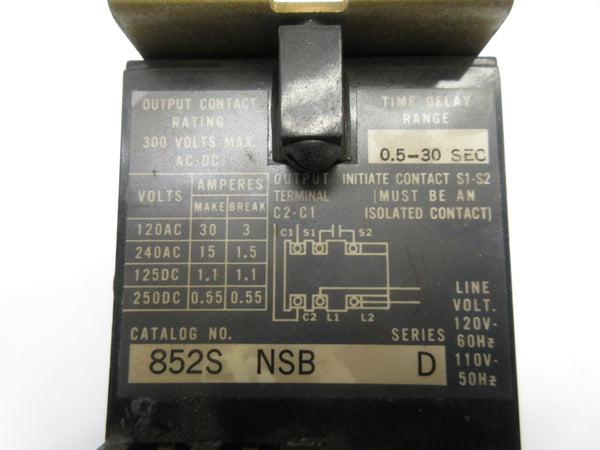 OUTPUT CONTACT
RATING
300 VOLTS MAX.
AC-DC
TIME DELAY
RANGE
0.5-30 SEC
VOLTS
AMPERES
MAKE BREAK
120AC 30 3
240AC 15 1.5
125DC 1.1 1.1
250DC 0.55 0.55
OUTPUT
TERMINAL
C2-C1
INITIATE CONTACT S1-S2
(MUST BE AN
ISOLATED CONTACT)
C1 S1 S2
C2 L1 L2
LINE
VOLT.
120V-
60Hz
110V-
50Hz
CATALOG NO.
SERIES
852S NSB D